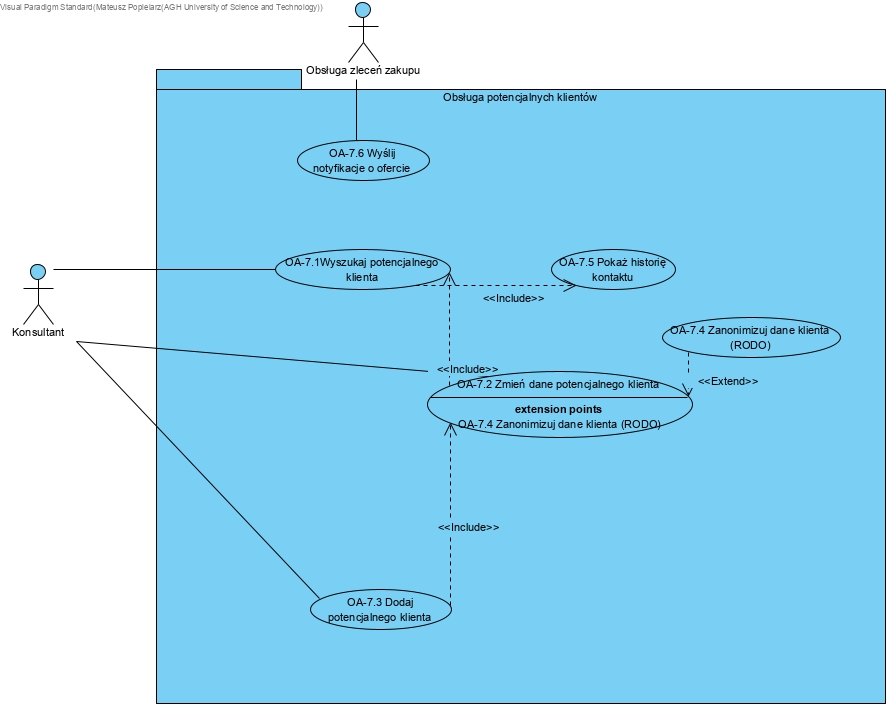 Visual Paradigm Standard(Mateusz Popielarz(AGH University of Science and Technology))
Obsługa zleceń zakupu
Obsługa potencjalnych klientów
OA-7.6 Wyślij
notyfikacje o ofercie
OA-7.1Wyszukaj potencjalnego
klienta
OA-7.5 Pokaż historię
kontaktu
<<Include>>
Konsultant
OA-7.4 Zanonimizuj dane klienta
(RODO)
<<Include>>
<<Extend>>
OA-7.2 Zmień dane potencjalnego klienta
extension points
OA-7.4 Zanonimizuj dane klienta (RODO)
<<Include>>
OA-7.3 Dodaj
potencjalnego klienta